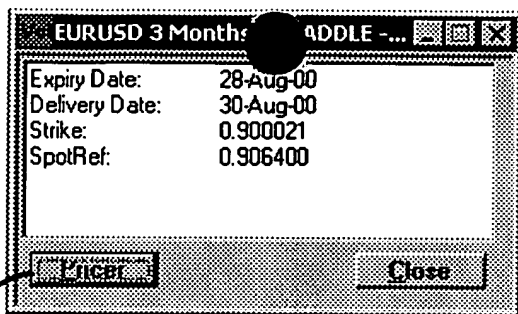 EURUSD 3 Months ADDLE -...
Expiry Date: 28-Aug-00
Delivery Date: 30-Aug-00
Strike: 0.900021
SpotRef: 0.906400
Pricer Close